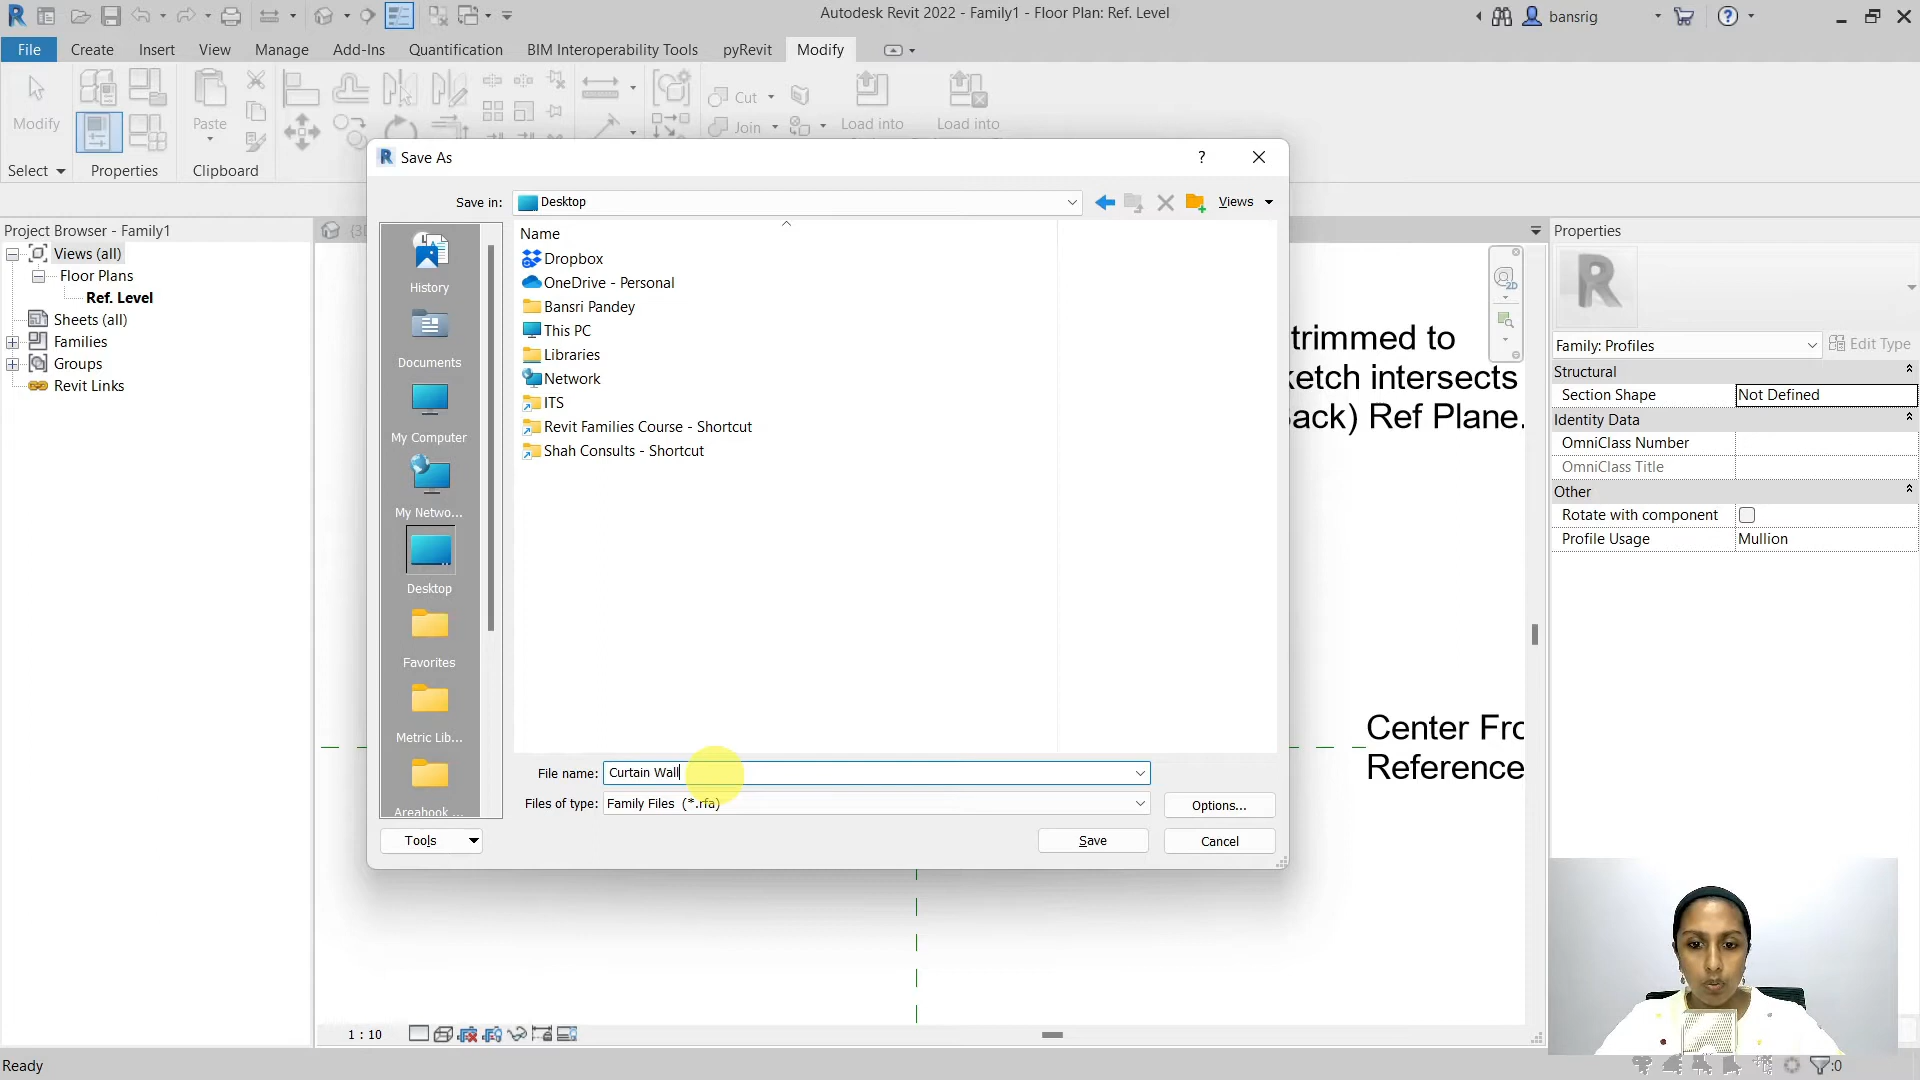 Autodesk Revit 2022 - Family1 - Floor Plan: Ref. Level
bansrig
File Create Insert View Manage Add-Ins Quantification BIM Interoperability Tools pyRevit Modify
Modify
Paste
Cut
Join
Load into
Load into
Select
Properties
Clipboard
Project Browser - Family1
Views (all)
Floor Plans
Ref. Level
Sheets (all)
Families
Groups
Revit Links
Save As
Save in:
Desktop
Views
History
Documents
My Computer
My Netwo...
Desktop
Favorites
Metric Lib...
Areabook ...
Name
Dropbox
OneDrive - Personal
Bansri Pandey
This PC
Libraries
Network
ITS
Revit Families Course - Shortcut
Shah Consults - Shortcut
File name:
Curtain Wall
Files of type:
Family Files (*.rfa)
Options...
Tools
Save
Cancel
trimmed to
ketch intersects
ack) Ref Plane.
Center Fro
Reference
2D
Properties
Family: Profiles
Edit Type
Structural
Section Shape Not Defined
Identity Data
OmniClass Number
OmniClass Title
Other
Rotate with component
Profile Usage Mullion
1 : 10
Ready
:0